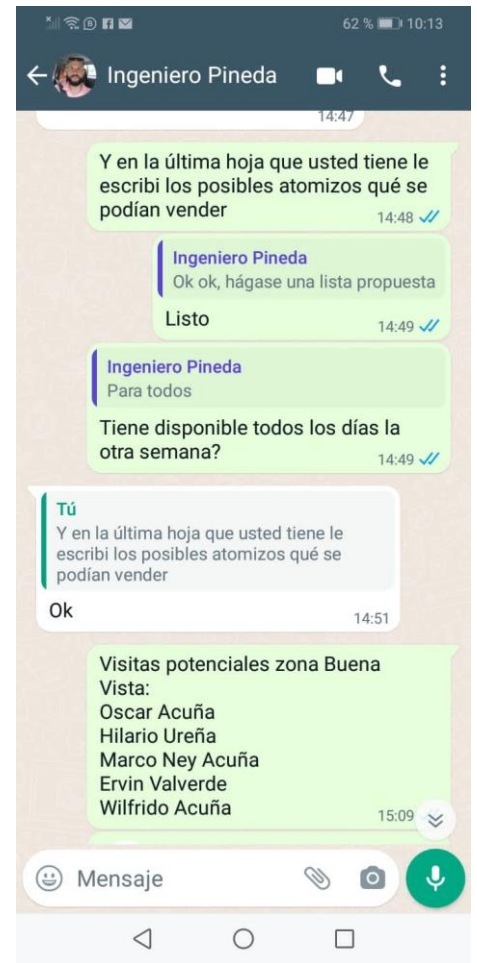 62 % 10:13
Ingeniero Pineda
14:47
Y en la última hoja que usted tiene le
escribi los posibles atomizos qué se
podían vender
14:48
Ingeniero Pineda
Ok ok, hágase una lista propuesta
Listo
14:49
Ingeniero Pineda
Para todos
Tiene disponible todos los días la
otra semana?
14:49
Tú
Y en la última hoja que usted tiene le
escribi los posibles atomizos qué se
podían vender
Ok
14:51
Visitas potenciales zona Buena
Vista:
Oscar Acuña
Hilario Ureña
Marco Ney Acuña
Ervin Valverde
Wilfrido Acuña
15:09
Mensaje